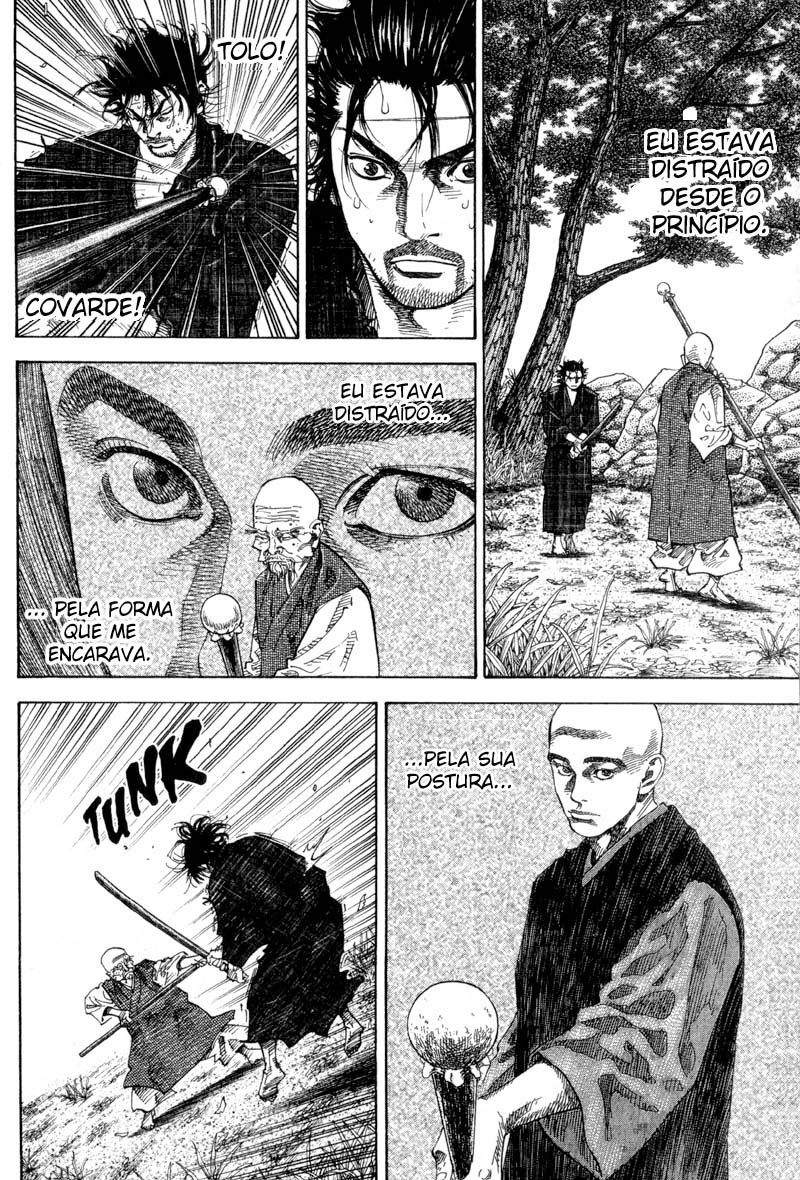 EU ESTAVA
DISTRAÍDO
DESDE O
PRINCÍPIO.
TOLO!
COVARDE!
EU ESTAVA
DISTRAÍDO...
... PELA FORMA
QUE ME
ENCARAVA.
...PELA SUA
POSTURA...
TUNK